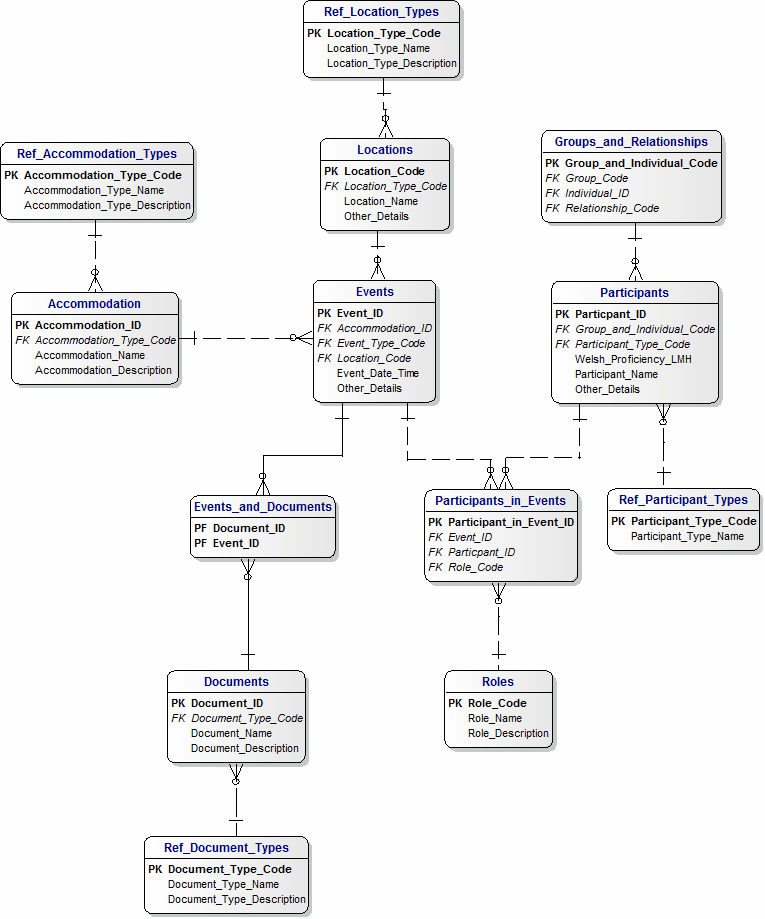 Ref_Location_Types
PK Location_Type_Code
Location_Type_Name
Location_Type_Description
Ref_Accommodation_Types
PK Accommodation_Type_Code
Accommodation_Type_Name
Accommodation_Type_Description
Locations
PK Location_Code
FK Location_Type_Code
Location_Name
Other_Details
Groups_and_Relationships
PK Group_and_Individual_Code
FK Group_Code
FK Individual_ID
FK Relationship_Code
Accommodation
PK Accommodation_ID
FK Accommodation_Type_Code
Accommodation_Name
Accommodation_Description
Events
PK Event_ID
FK Accommodation_ID
FK Event_Type_Code
FK Location_Code
Event_Date_Time
Other_Details
Participants
PK Particpant_ID
FK Group_and_Individual_Code
FK Participant_Type_Code
Welsh_Proficiency_LMH
Participant_Name
Other_Details
Events_and_Documents
PF Document_ID
PF Event_ID
Participants_in_Events
PK Participant_in_Event_ID
FK Event_ID
FK Particpant_ID
FK Role_Code
Ref_Participant_Types
PK Participant_Type_Code
Participant_Type_Name
Documents
PK Document_ID
FK Document_Type_Code
Document_Name
Document_Description
Roles
PK Role_Code
Role_Name
Role_Description
Ref_Document_Types
PK Document_Type_Code
Document_Type_Name
Document_Type_Description